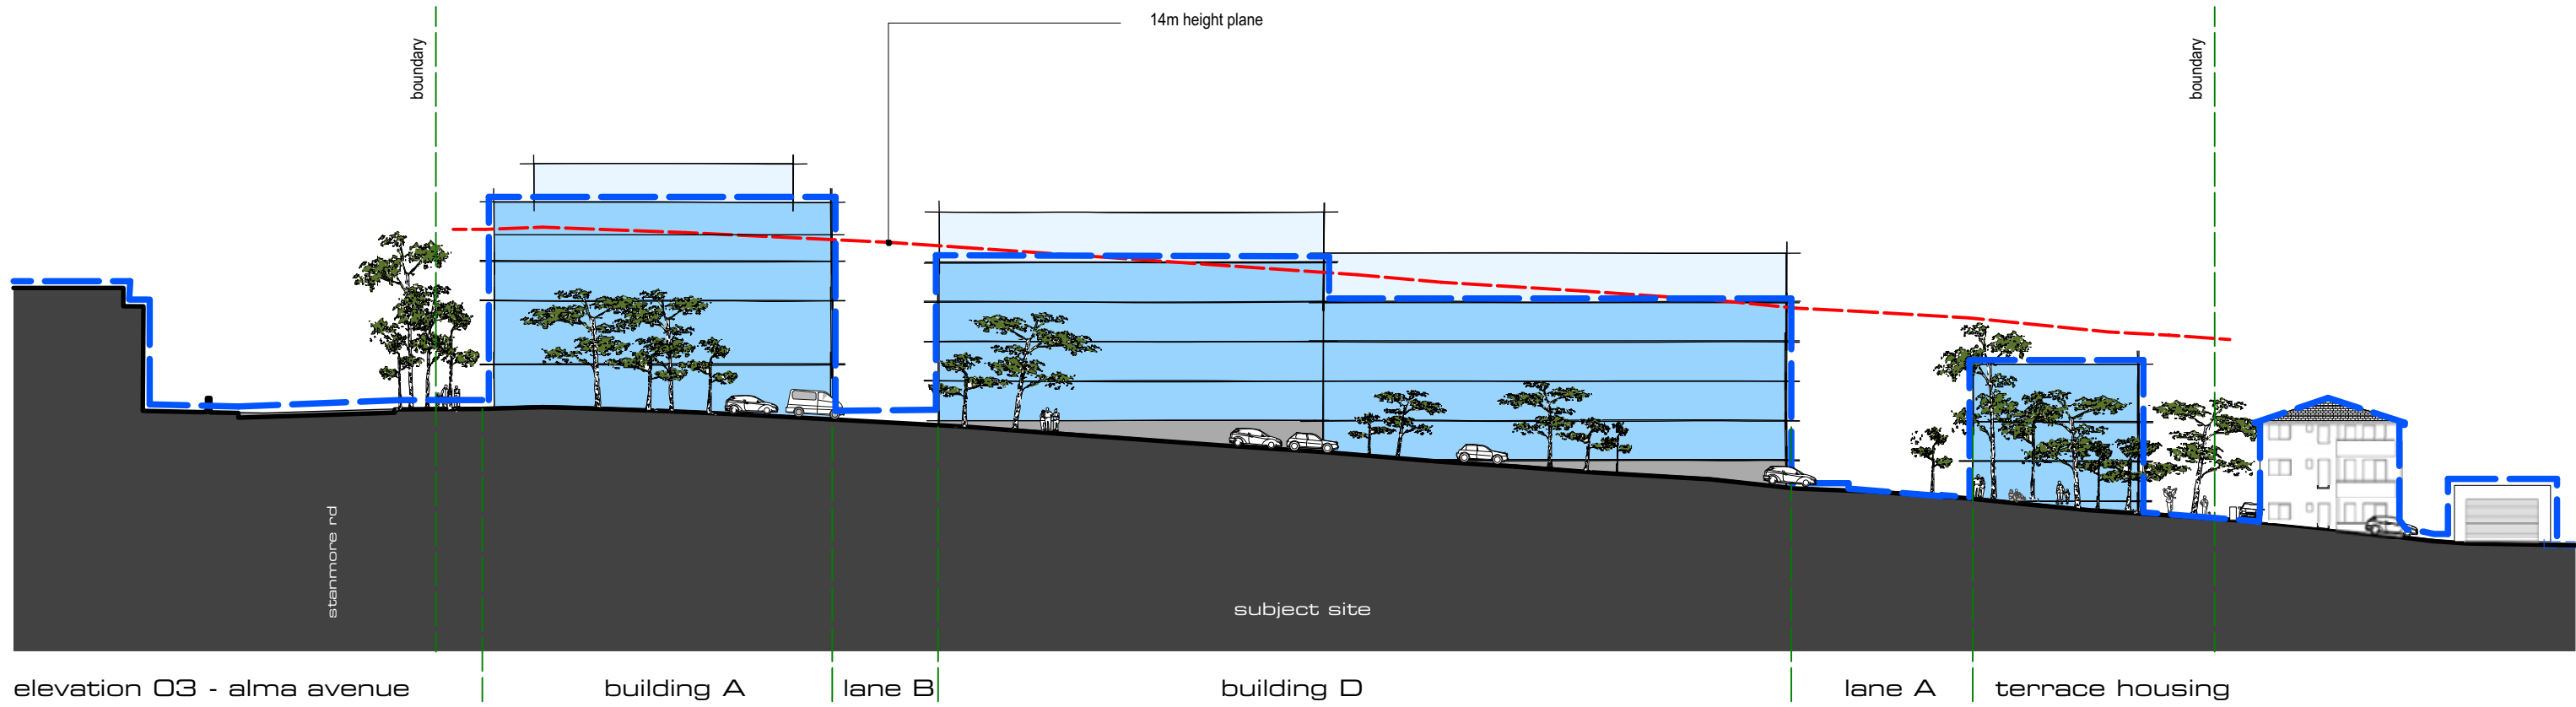 14m height plane
boundary
boundary
stanmore rd
subject site
elevation 03 - alma avenue
building A
lane B
building D
lane A
terrace housing